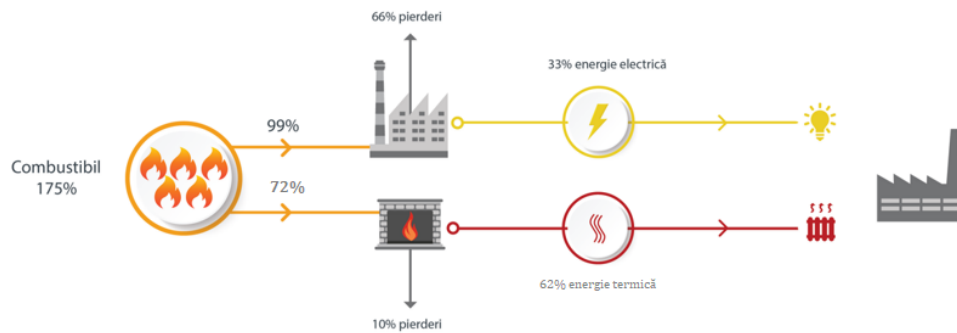 66% pierderi
33% energie electrică
99%
Combustibil
175%
72%
62% energie termică
10% pierderi